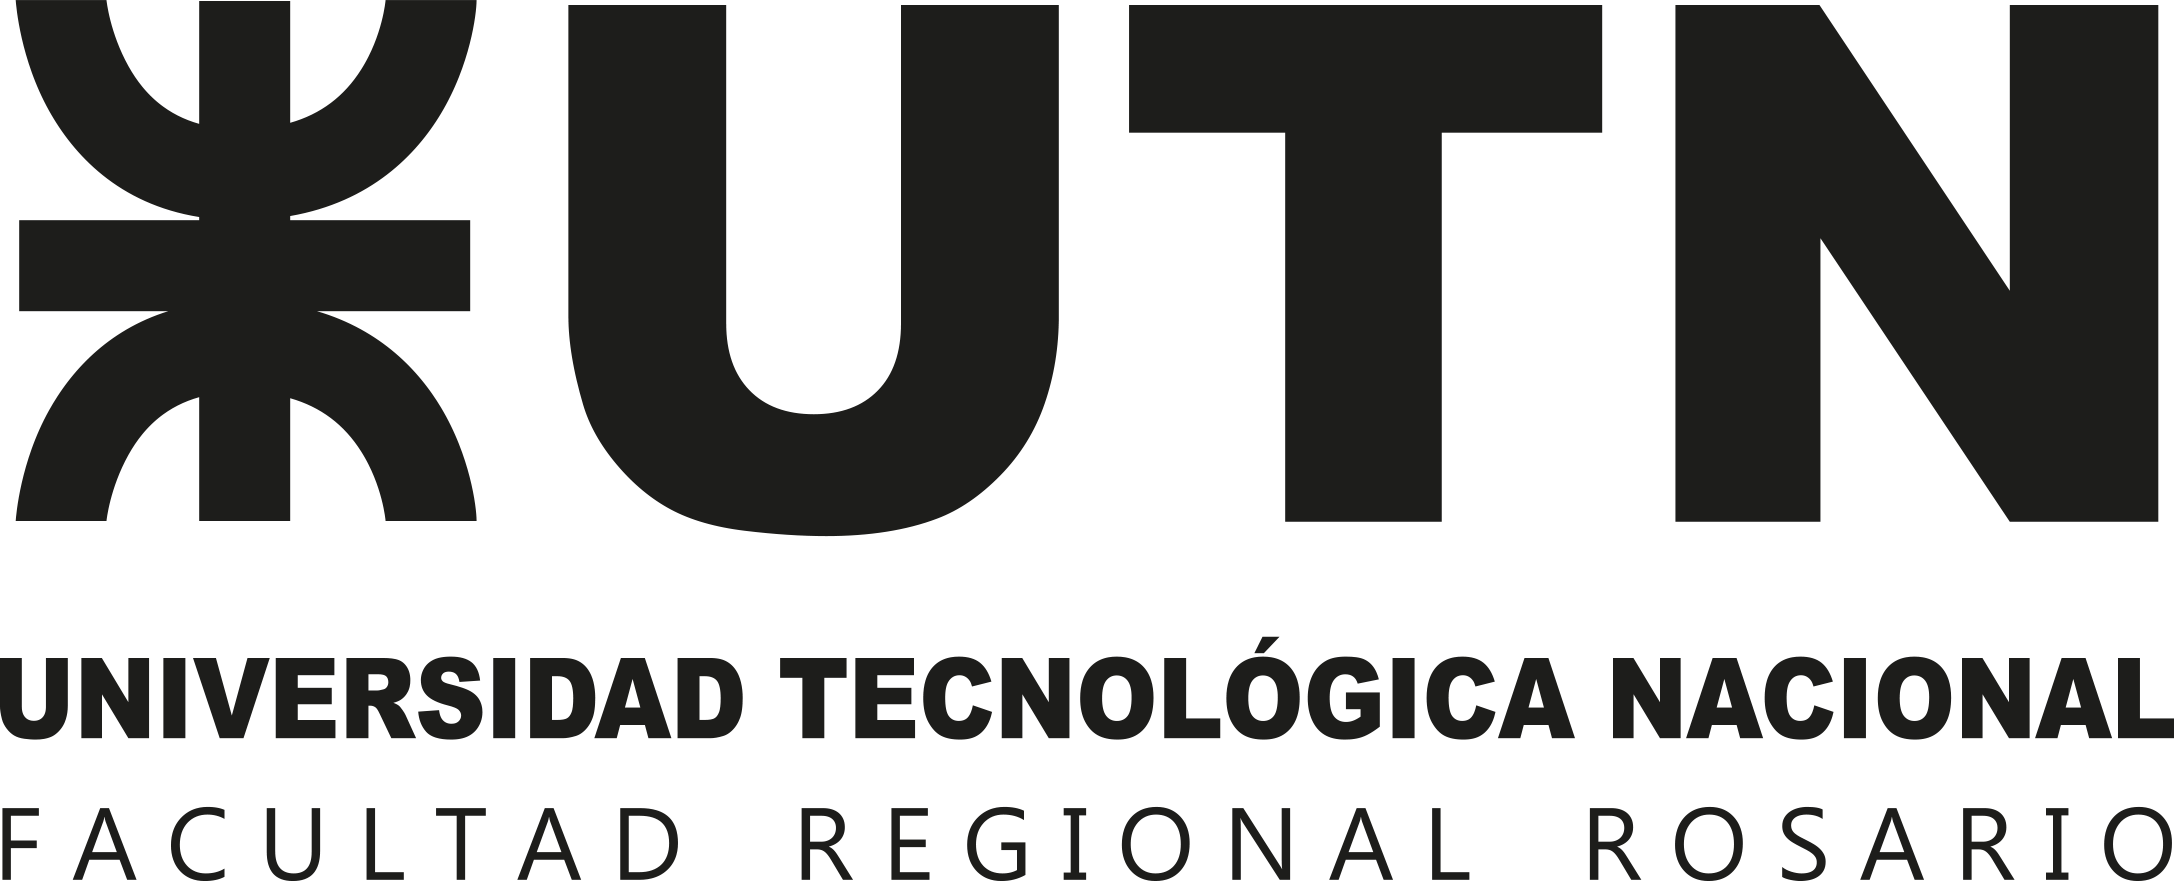 UTN
UNIVERSIDAD TECNOLÓGICA NACIONAL
FACULTAD REGIONAL ROSARIO